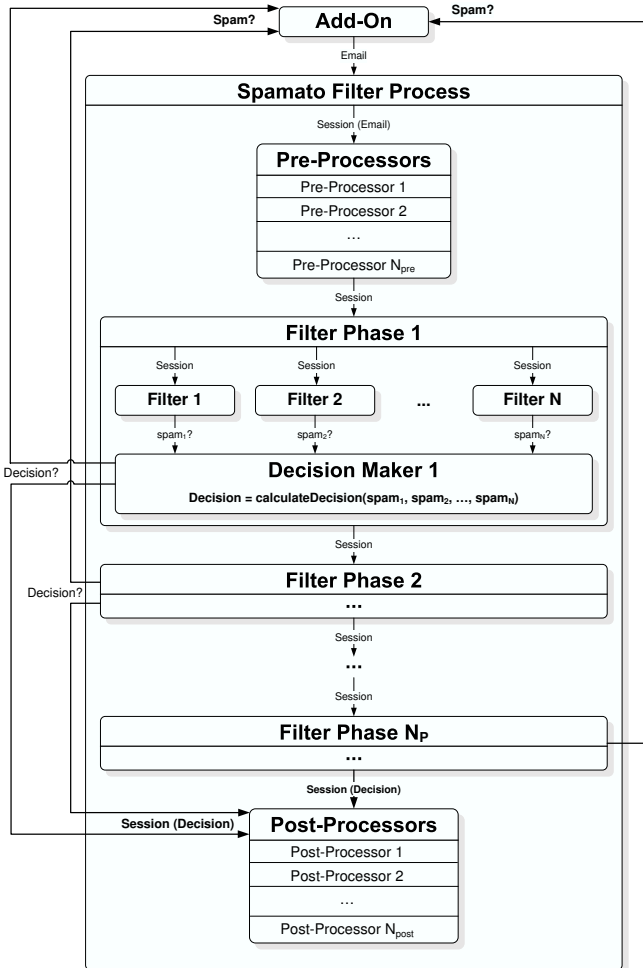 Spam?
Add-On
Spam?
Email
Spamato Filter Process
Session (Email)
Pre-Processors
Pre-Processor 1
Pre-Processor 2
...
Pre-Processor Npre
Session
Filter Phase 1
Session
Session
Session
Filter 1
Filter 2
...
Filter N
spam1?
spam2?
spamN?
Decision?
Decision Maker 1
Decision = calculateDecision(spam1, spam2, ..., spamN)
Session
Decision?
Filter Phase 2
...
Session
...
Session
Filter Phase NP
...
Session (Decision)
Session (Decision)
Post-Processors
Post-Processor 1
Post-Processor 2
...
Post-Processor Npost